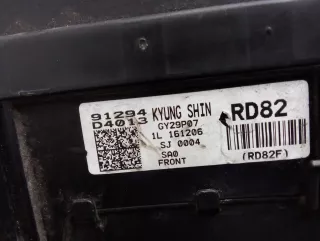 91294
D4013
KYUNG SHIN
GY29P07
1L 161206
SJ 0004
SA0
FRONT
RD82
(RD82F)